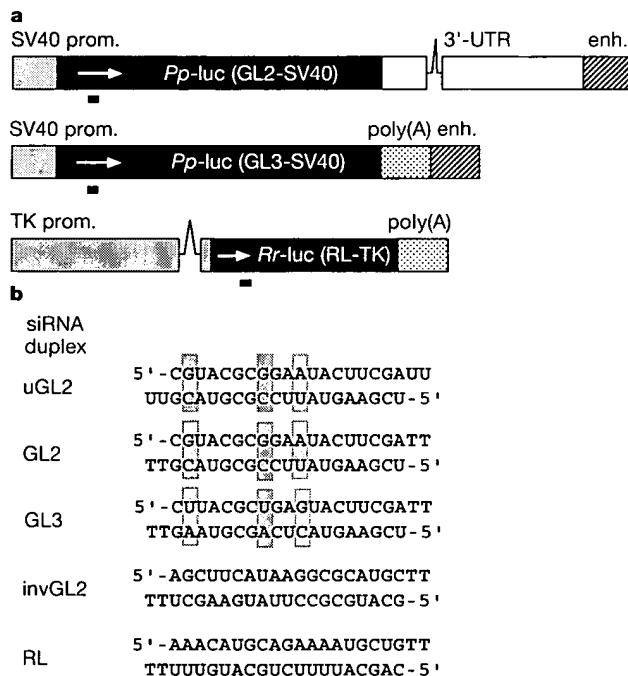 a
SV40 prom. 3'-UTR enh.
Pp-luc (GL2-SV40)
SV40 prom. poly(A) enh.
Pp-luc (GL3-SV40)
TK prom. poly(A)
Rr-luc (RL-TK)
b
siRNA
duplex
5'-CGUACGCGGAAUACUUCGAUU
uGL2
UUGCAUGCGCCUUAUGAAGCU-5'
5'-CGUACGCGGAAUACUUCGATT
GL2
TTGCAUGCGCCUUAUGAAGCU-5'
5'-CUUACGCUGAGUACUUCGATT
GL3
TTGAAUGCGACUCAUGAAGCU-5'
5'-AGCUUCAUAAGGCGCAUGCTT
invGL2
TTUCGAAGUAUUCCGCGUACG-5'
5'-AAACAUGCAGAAAAUGCUGTT
RL
TTUUUGUACGUCUUUUACGAC-5'